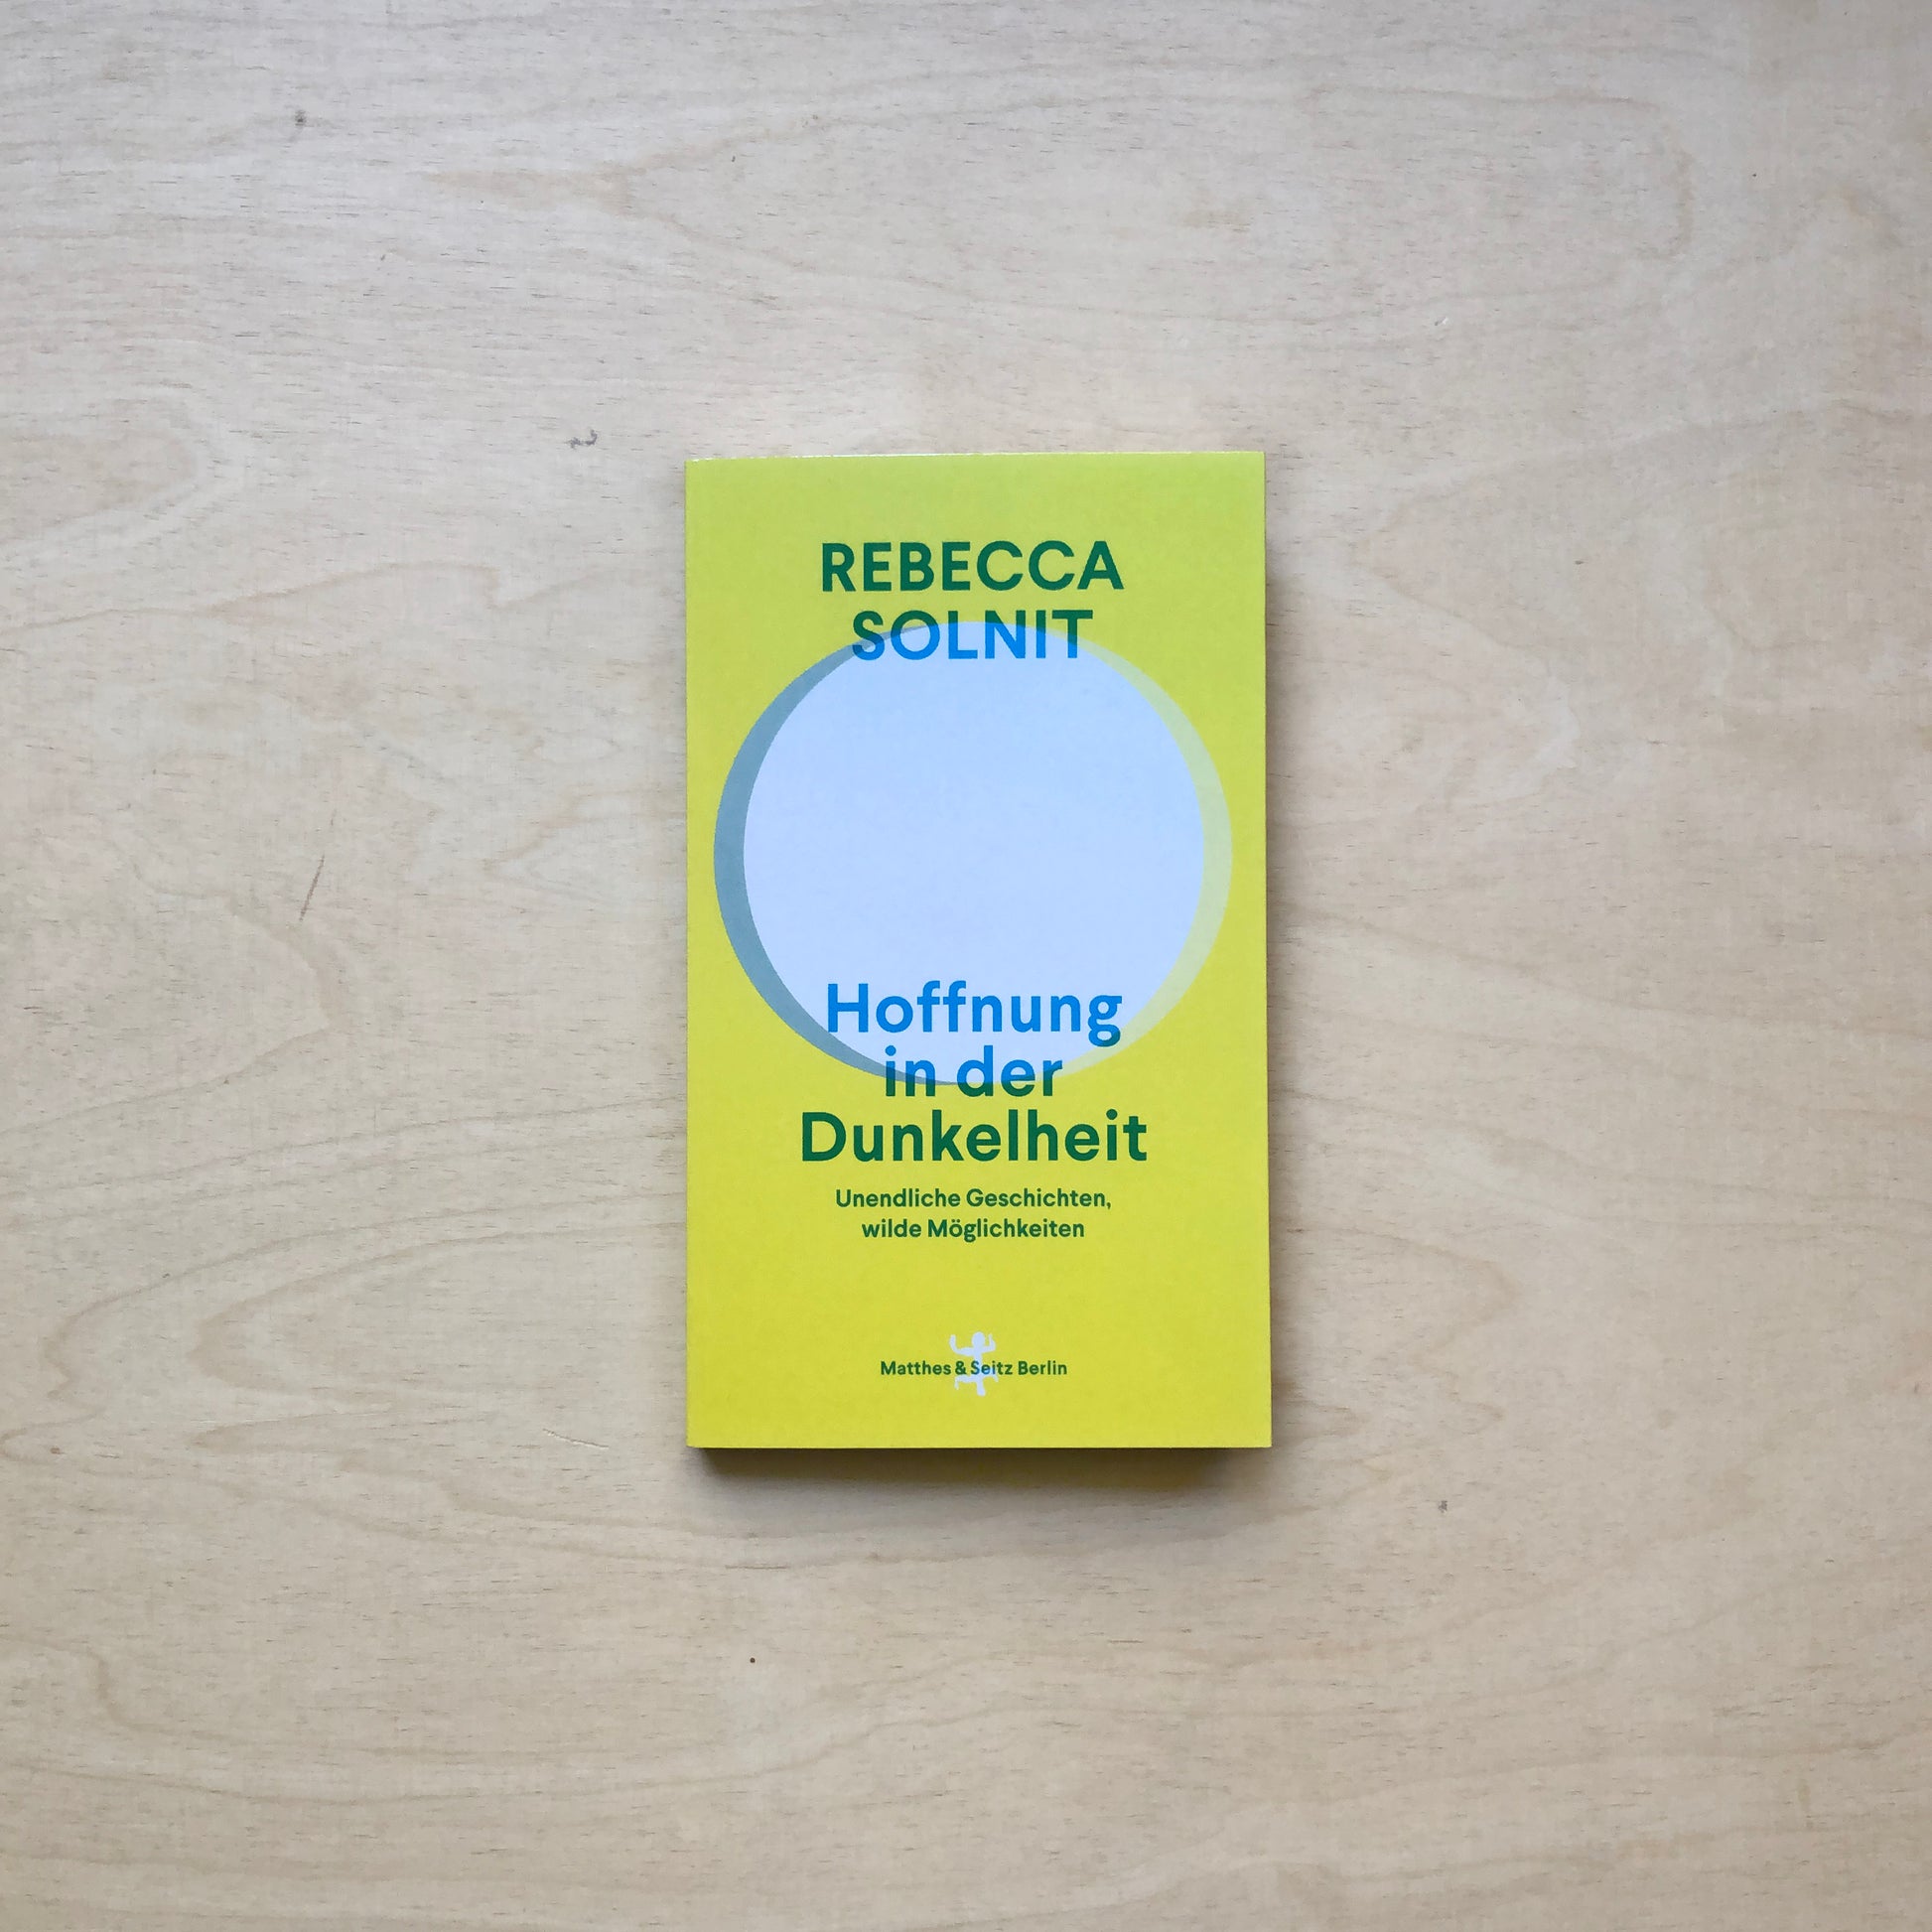 REBECCA
SOLNIT
Hoffnung
in der
Dunkelheit
Unendliche Geschichten,
wilde Möglichkeiten
Matthes & Seitz Berlin